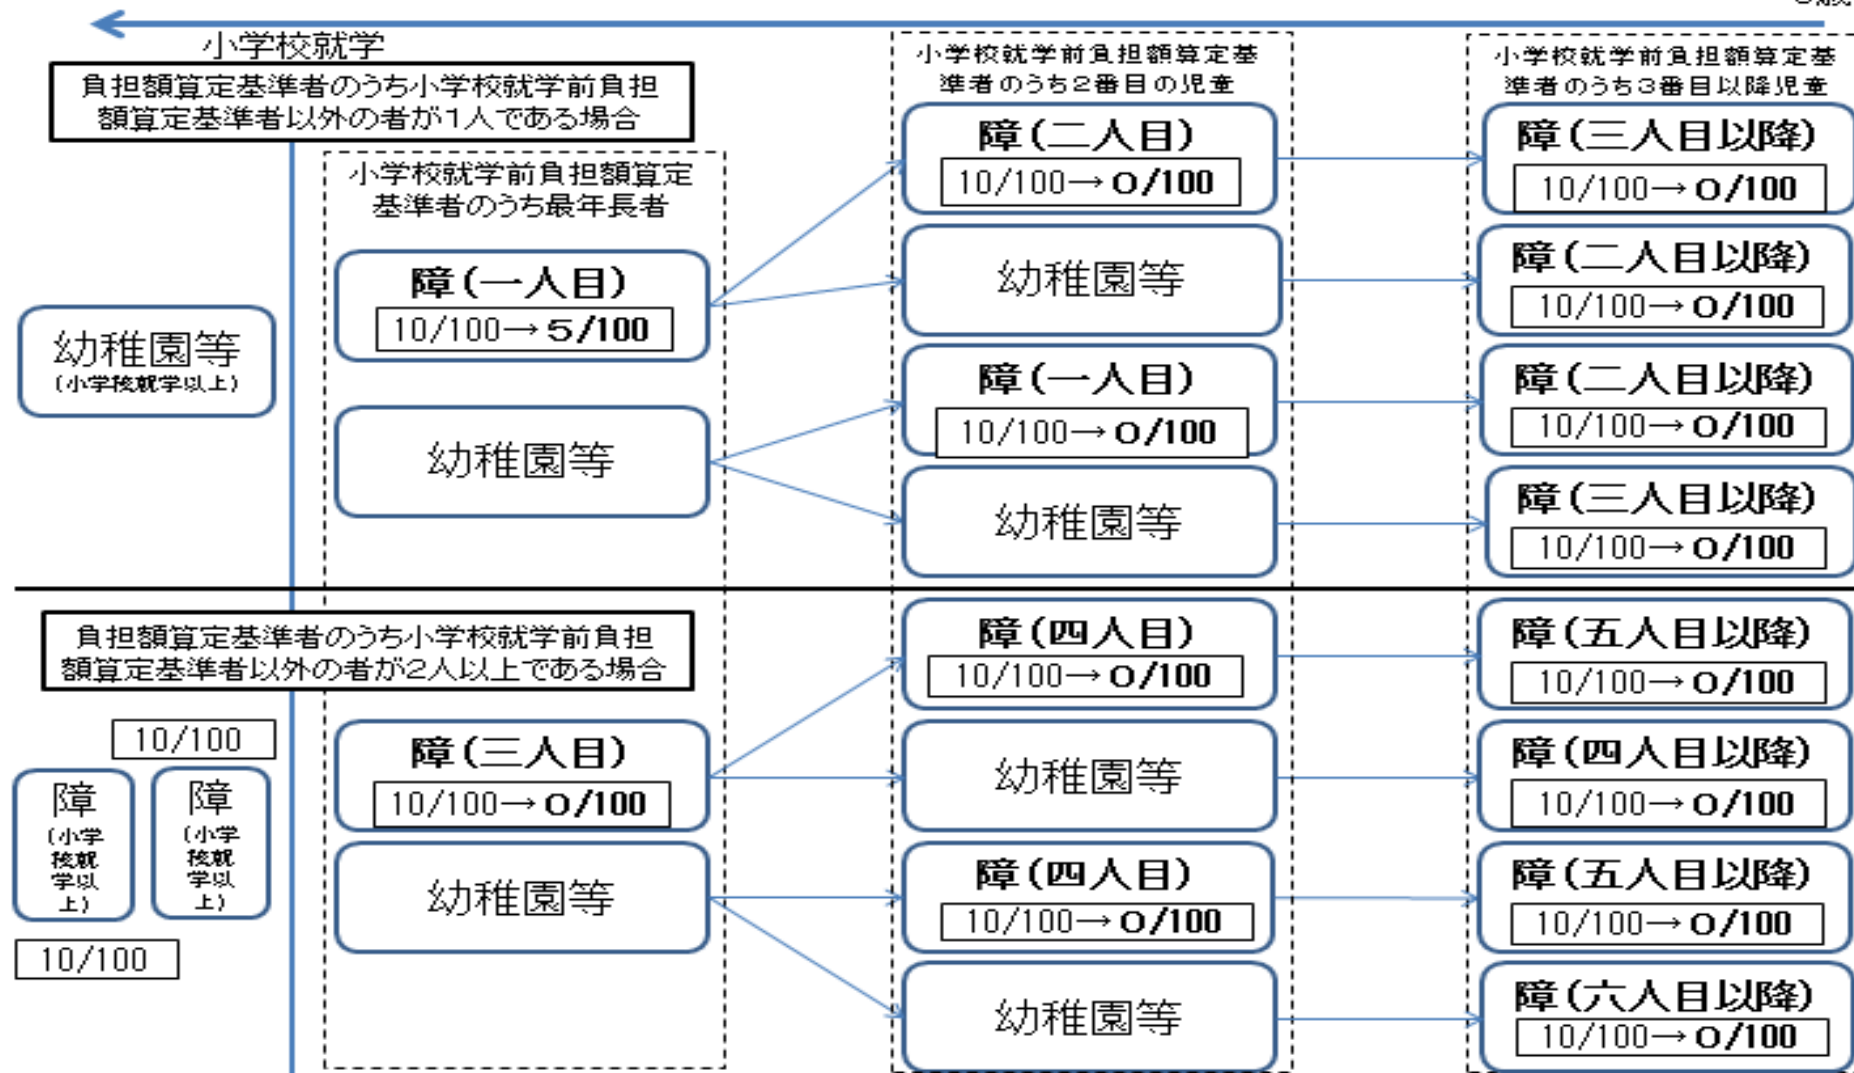 小学校就学
負担額算定基準者のうち小学校就学前負担
額算定基準者以外の者が1人である場合
小学校就学前負担額算定
基準者のうち最年長者
小学校就学前負担額算定基
準者のうち2番目の児童
小学校就学前負担額算定基
準者のうち3番目以降児童
幼稚園等
(小学校就学以上)
障(一人目)
10/100→5/100
幼稚園等
障(二人目)
10/100→0/100
幼稚園等
障(一人目)
10/100→0/100
幼稚園等
障(三人目以降)
10/100→0/100
障(二人目以降)
10/100→0/100
障(二人目以降)
10/100→0/100
障(三人目以降)
10/100→0/100
負担額算定基準者のうち小学校就学前負担
額算定基準者以外の者が2人以上である場合
10/100
障
(小学
校就
学以
上)
障
(小学
校就
学以
上)
10/100
障(三人目)
10/100→0/100
幼稚園等
障(四人目)
10/100→0/100
幼稚園等
障(四人目)
10/100→0/100
幼稚園等
障(五人目以降)
10/100→0/100
障(四人目以降)
10/100→0/100
障(五人目以降)
10/100→0/100
障(六人目以降)
10/100→0/100